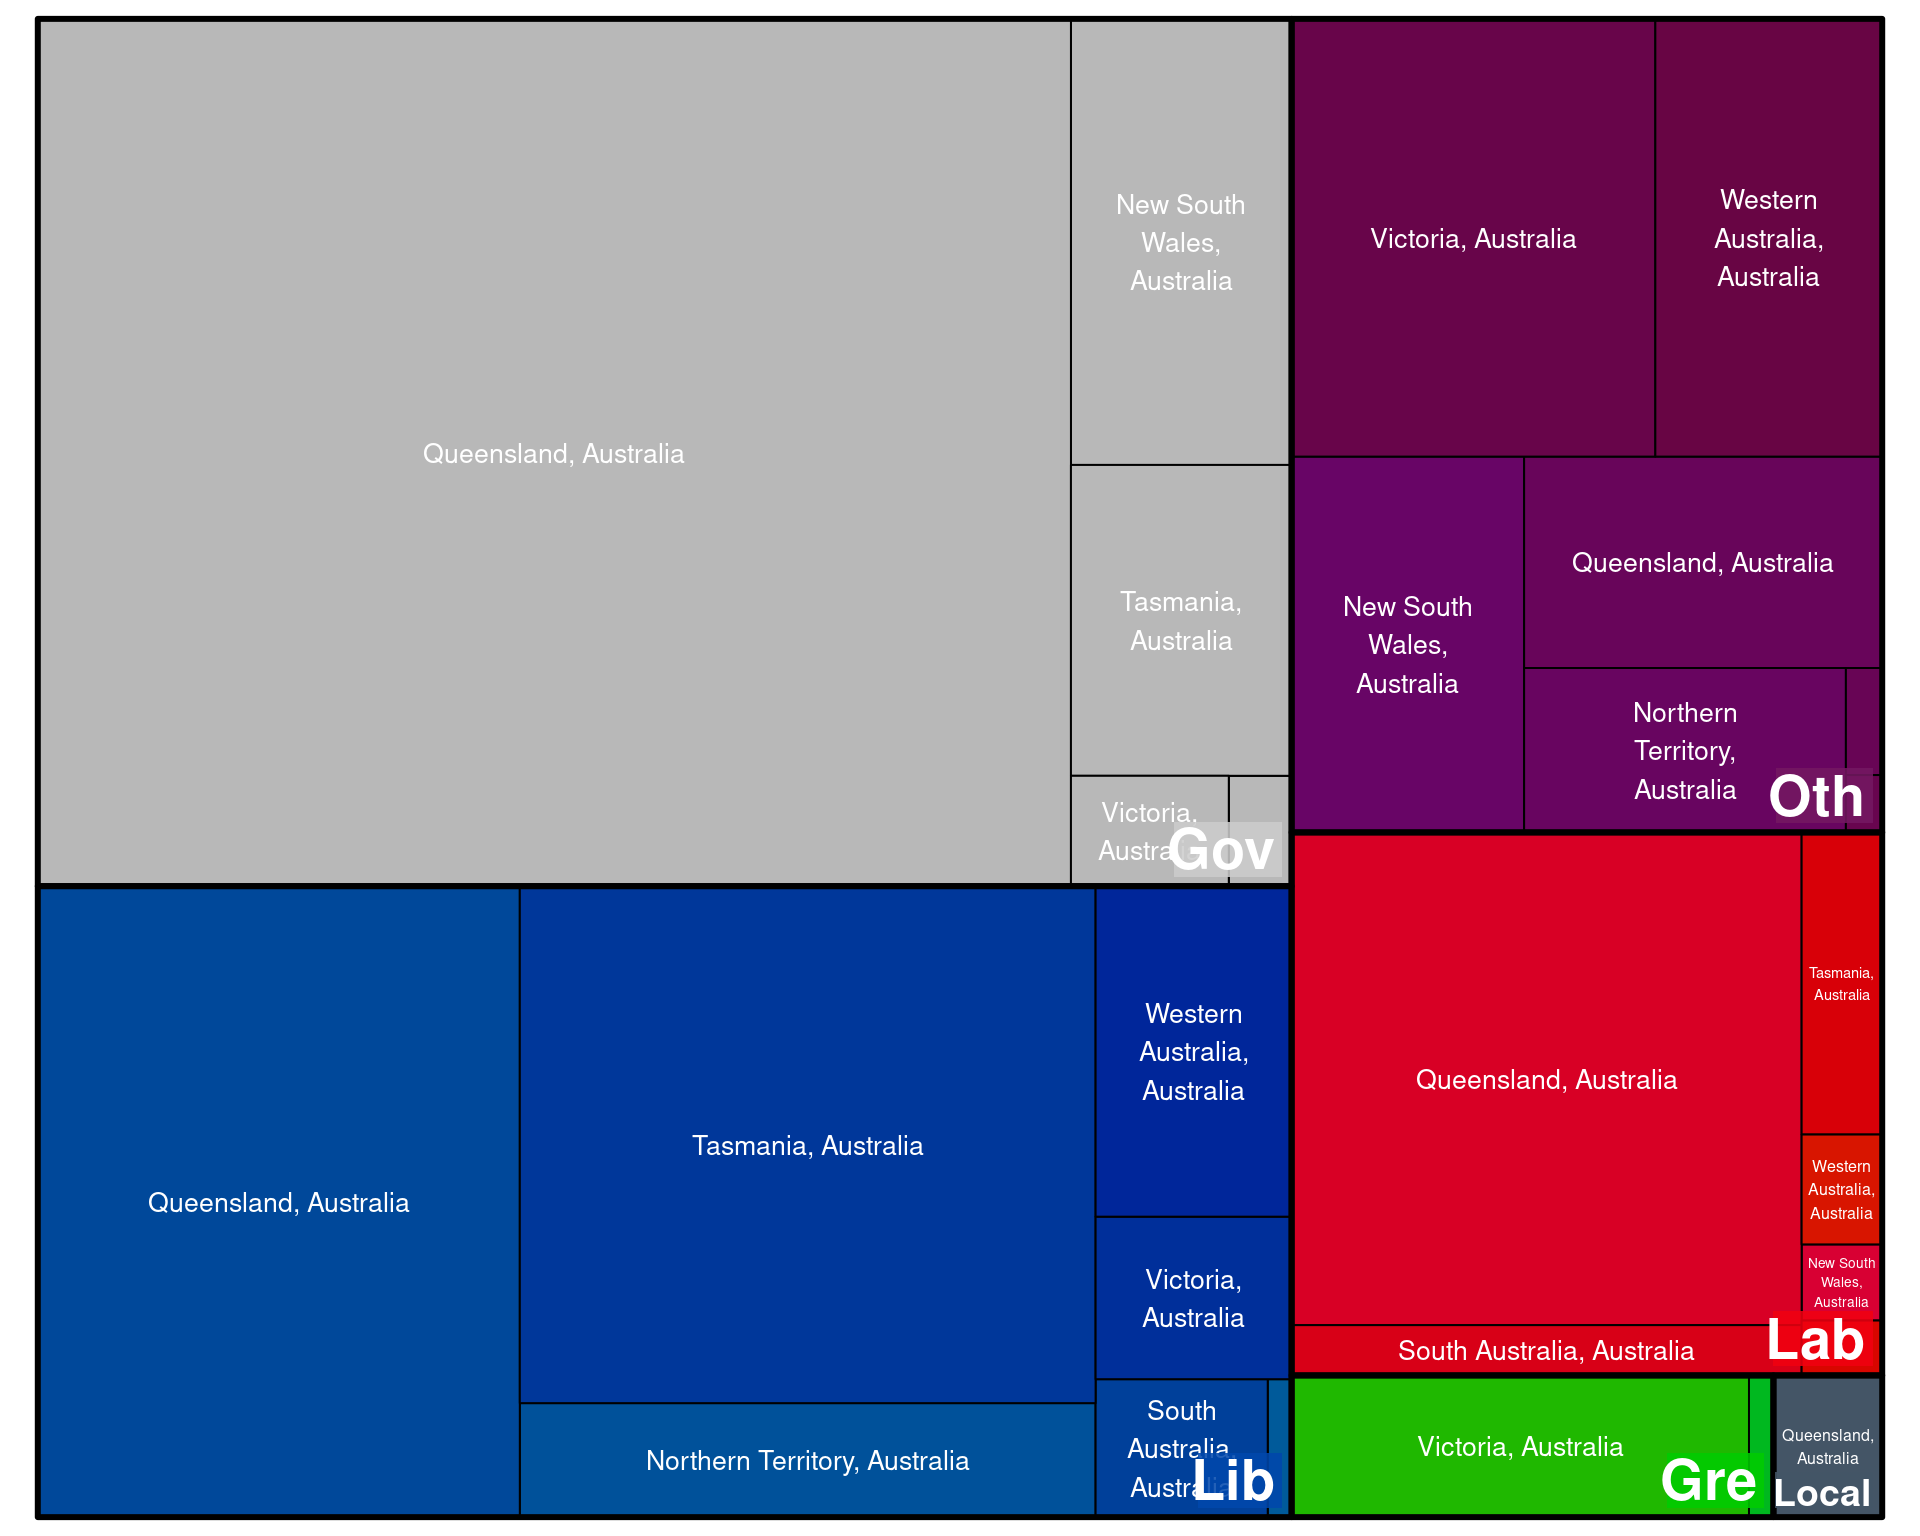 Queensland, Australia
New South
Wales,
Australia
Tasmania,
Australia
Victoria,
Australia
Gov
Victoria, Australia
Western
Australia,
Australia
New South
Wales,
Australia
Queensland, Australia
Northern
Territory,
Australia
Oth
Queensland, Australia
Tasmania, Australia
Northern Territory, Australia
Western
Australia,
Australia
Victoria,
Australia
South
Australia,
Australia
Lib
Queensland, Australia
South Australia, Australia
Tasmania,
Australia
Western
Australia,
Australia
New South
Wales,
Australia
Lab
Victoria, Australia
Gre
Queensland,
Australia
Local